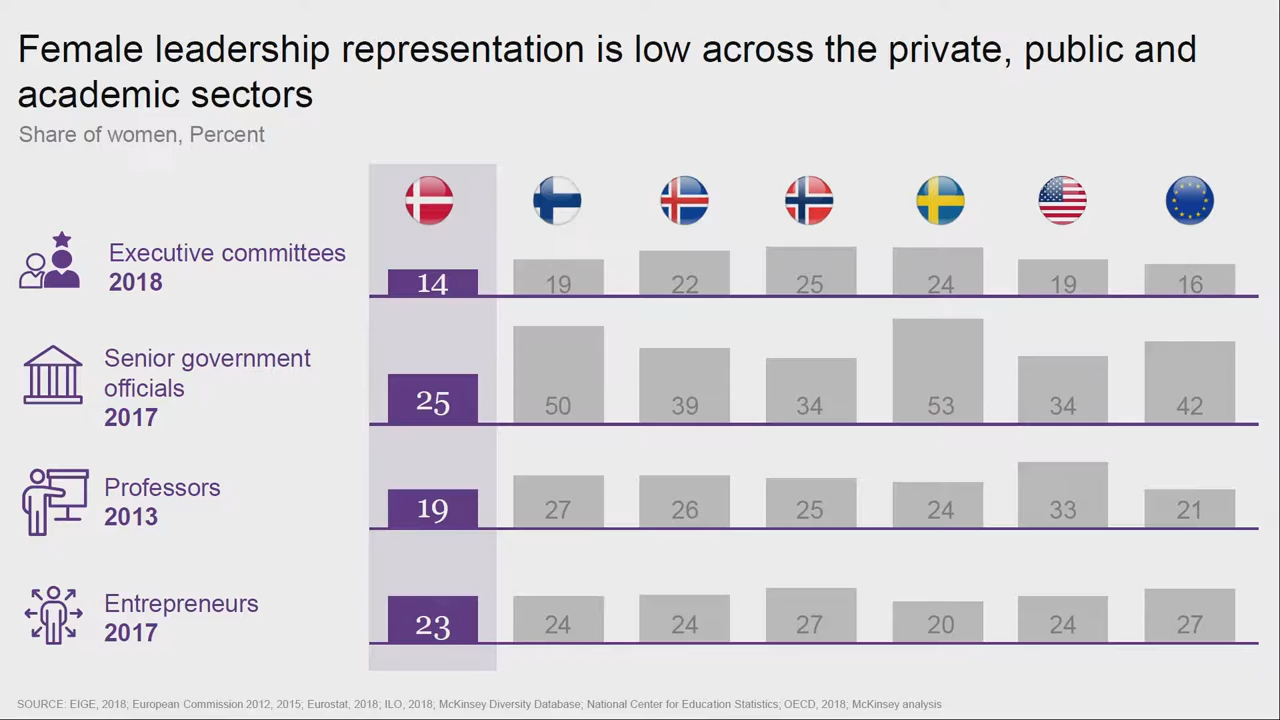 Female leadership representation is low across the private, public and
academic sectors
Share of women, Percent
Executive committees
2018
14 19 22 25 24 19 16
Senior government
officials
2017
25 50 39 34 53 34 42
Professors
2013
19 27 26 25 24 33 21
Entrepreneurs
2017
23 24 24 27 20 24 27
SOURCE: EIGE, 2018, European Commission 2012, 2015; Eurostat, 2018; ILO, 2018; McKinsey Diversity Database; National Center for Education Statistics; OECD, 2018; McKinsey analysis